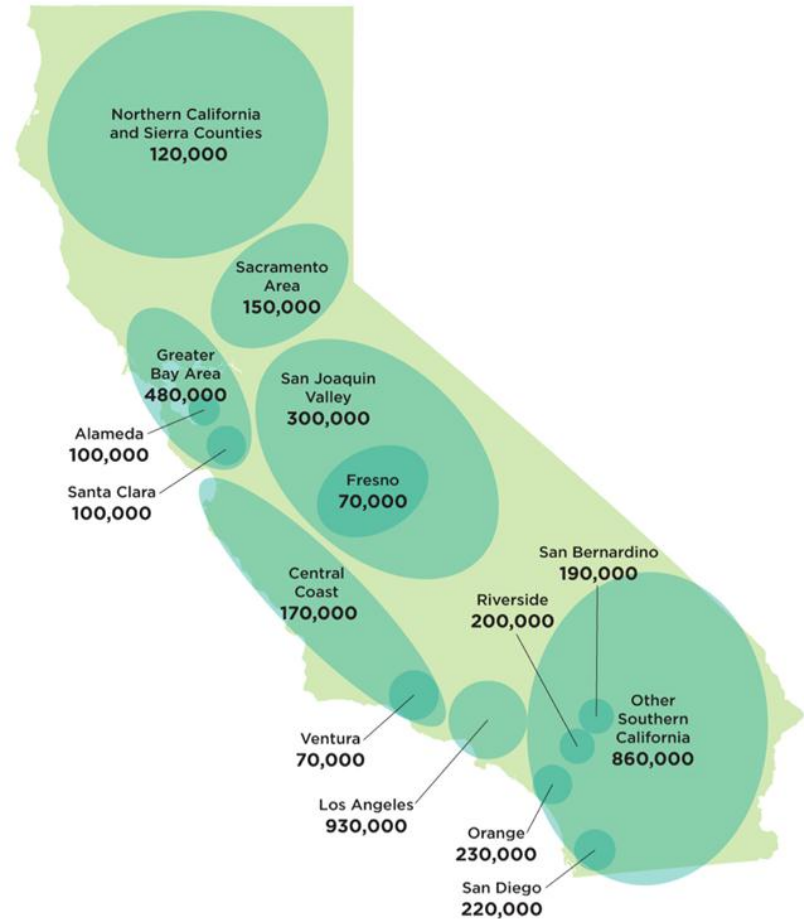 Northern California
and Sierra Counties
120,000
Sacramento
Area
150,000
Greater
Bay Area
480,000
San Joaquin
Valley
300,000
Alameda
100,000
Fresno
70,000
Santa Clara
100,000
San Bernardino
190,000
Central
Coast
170,000
Riverside
200,000
Other
Southern
California
860,000
Ventura
70,000
Los Angeles
930,000
Orange
230,000
San Diego
220,000